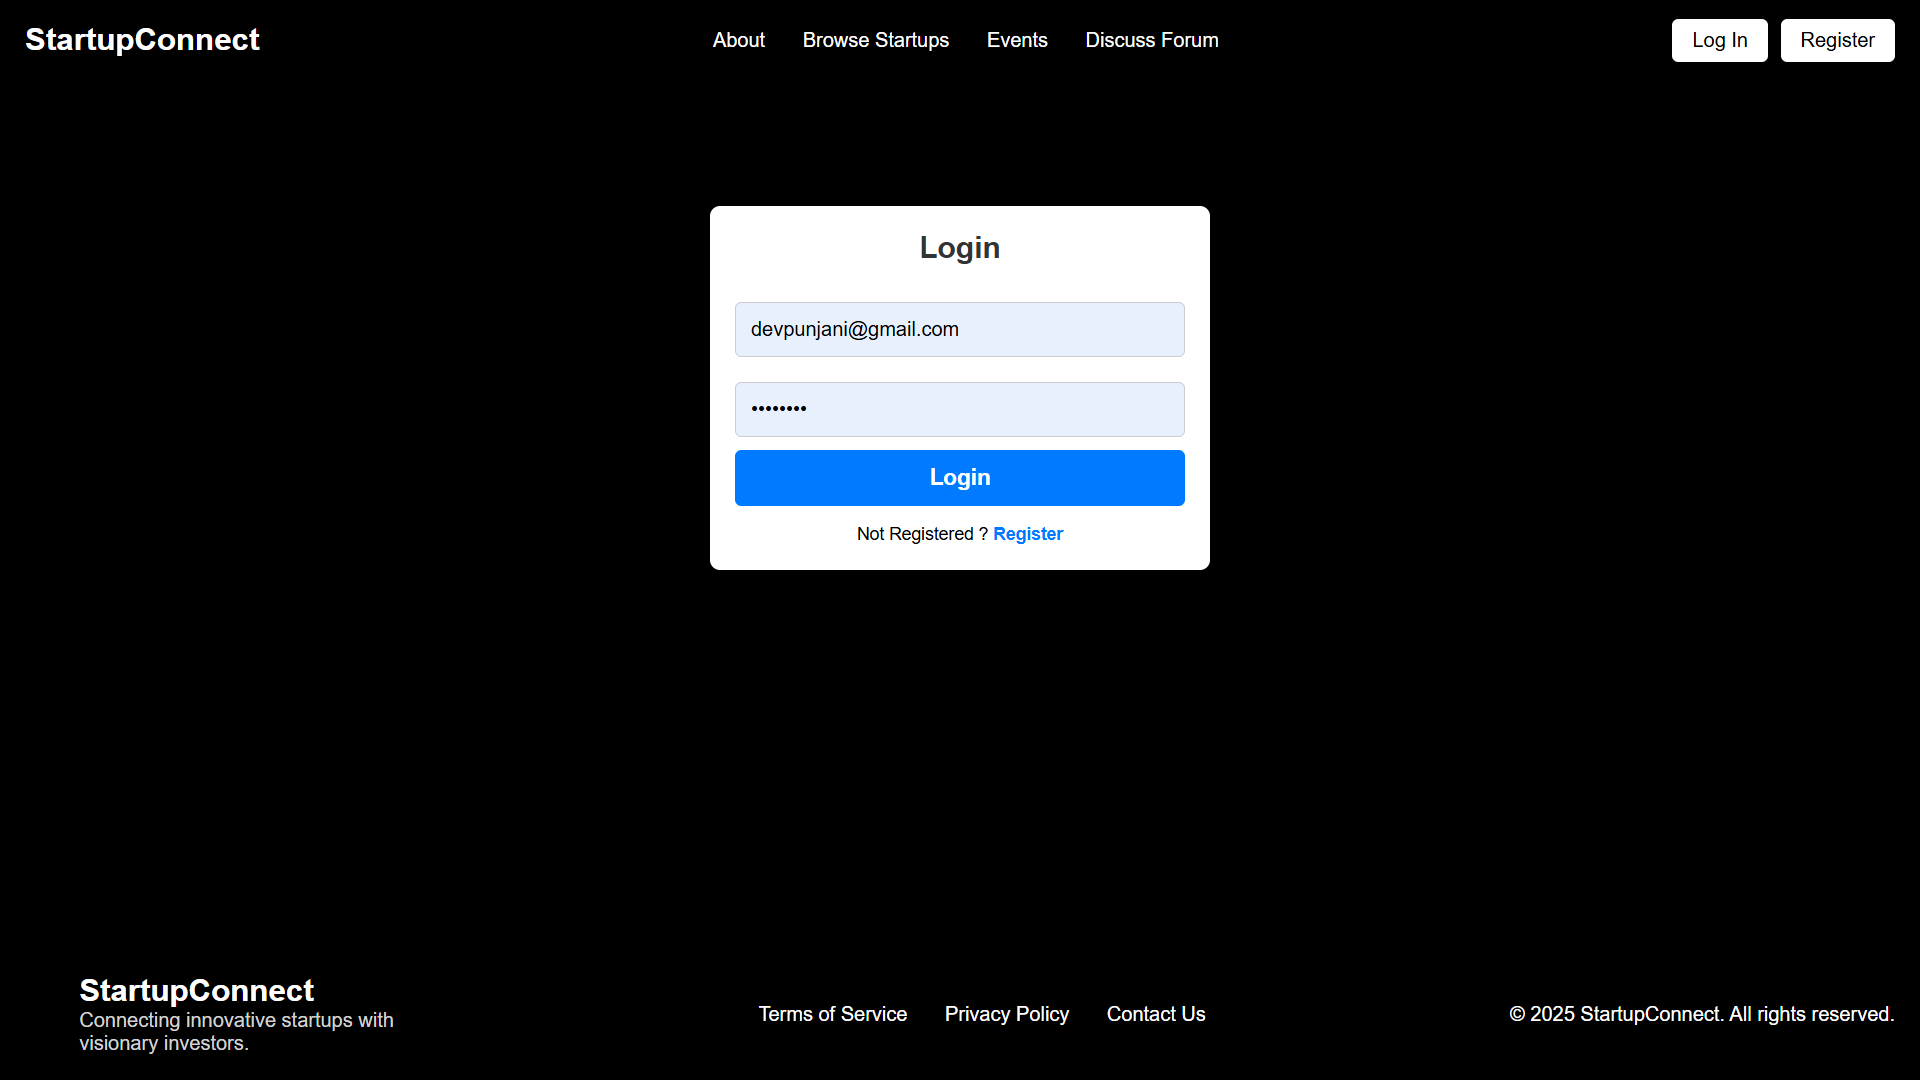 StartupConnect
About
Browse Startups
Events
Discuss Forum
Log In
Register
Login
devpunjani@gmail.com
••••••••
Login
Not Registered ? Register
StartupConnect
Connecting innovative startups with
visionary investors.
Terms of Service
Privacy Policy
Contact Us
© 2025 StartupConnect. All rights reserved.